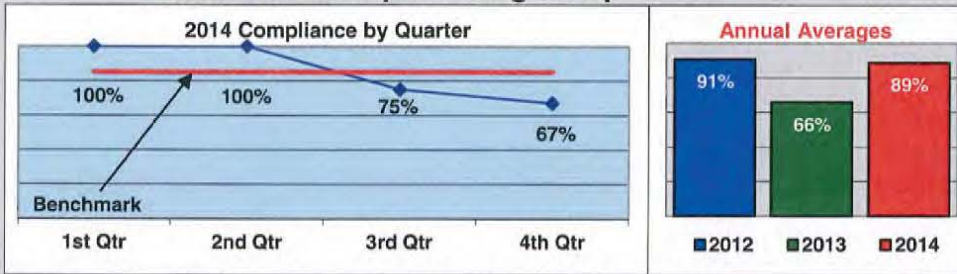 2014 Compliance by Quarter
100%
100%
75%
67%
Benchmark
1st Qtr
2nd Qtr
3rd Qtr
4th Qtr
Annual Averages
91%
66%
89%
2012
2013
2014